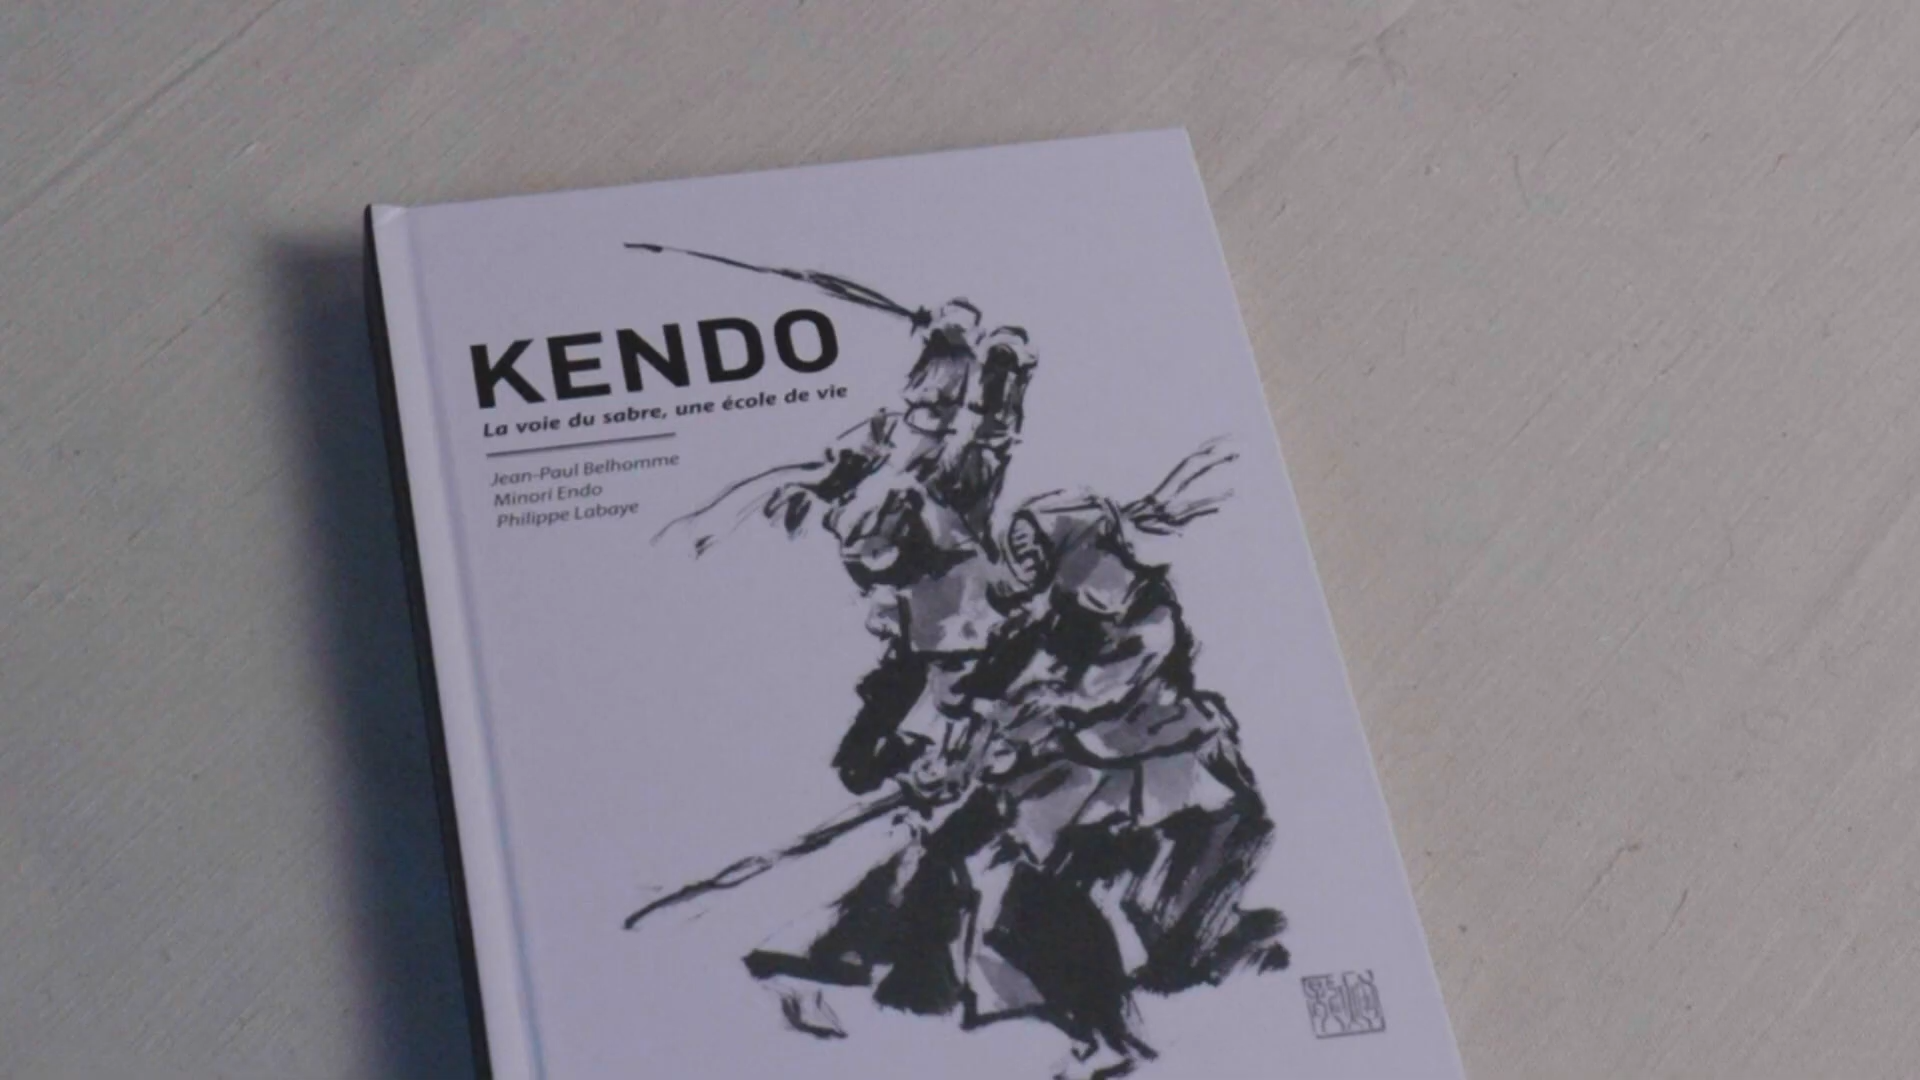 KENDO
La voie du sabre, une école de vie
Jean-Paul Belhomme
Minori Endo
Philippe Labaye